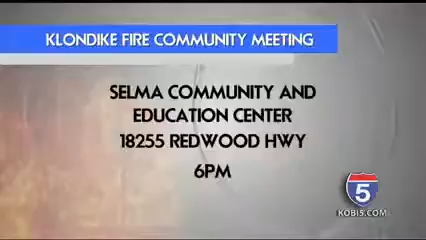 KLONDIKE FIRE COMMUNITY MEETING
SELMA COMMUNITY AND
EDUCATION CENTER
18255 REDWOOD HWY
6PM
5
KOBI5.COM